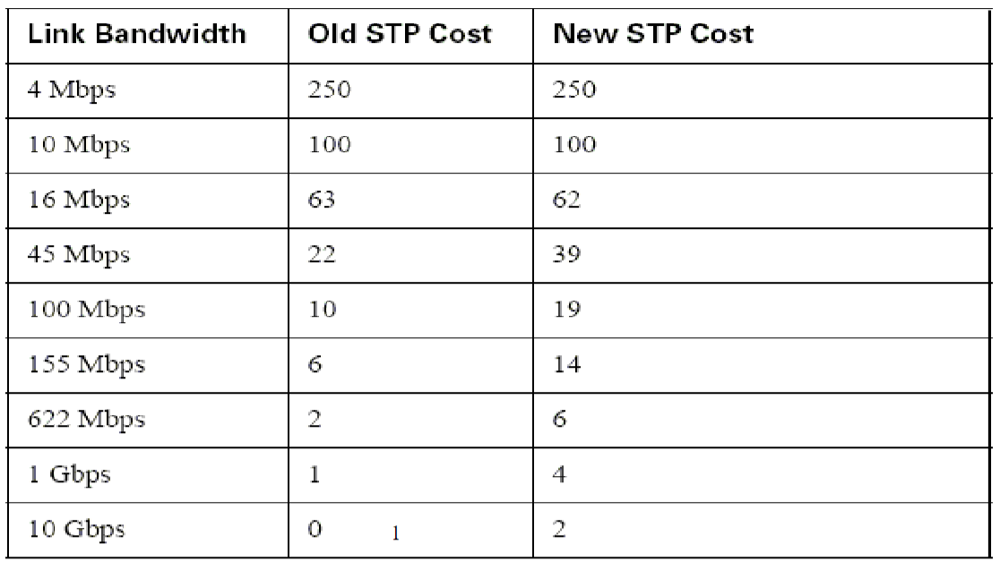 Link Bandwidth Old STP Cost New STP Cost
4 Mbps 250 250
10 Mbps 100 100
16 Mbps 63 62
45 Mbps 22 39
100 Mbps 10 19
155 Mbps 6 14
622 Mbps 2 6
1 Gbps 1 4
10 Gbps 0 1 2